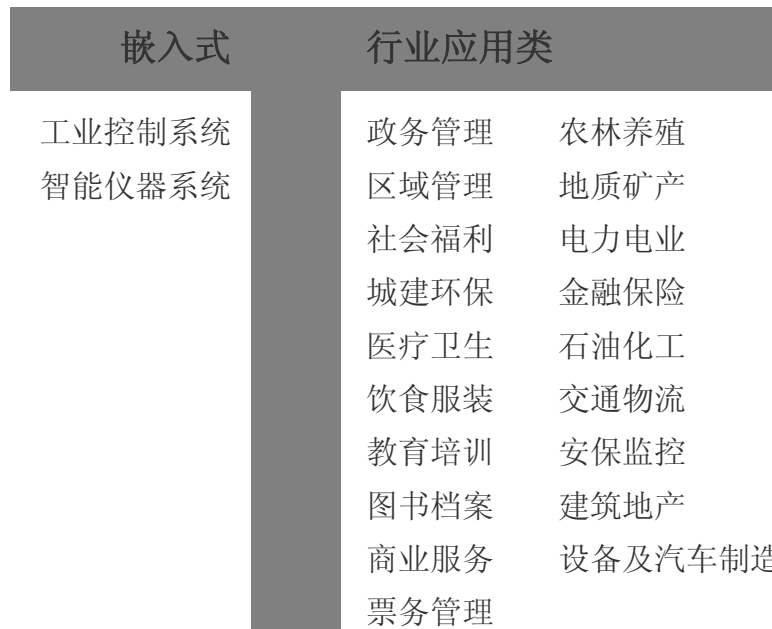 嵌入式 行业应用类
工业控制系统 政务管理 农林养殖
智能仪器系统 区域管理 地质矿产
社会福利 电力电业
城建环保 金融保险
医疗卫生 石油化工
饮食服装 交通物流
教育培训 安保监控
图书档案 建筑地产
商业服务 设备及汽车制造
票务管理